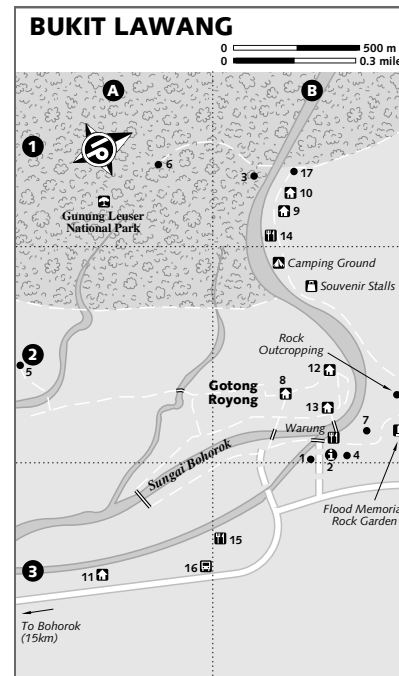 BUKIT LAWANG
0 500 m
0 0.3 mile
A
B
1
6
3
17
10
9
Gunung Leuser
National Park
14
Camping Ground
Souvenir Stalls
Rock
Outcropping
2
5
12
8
Gotong
Royong
13
7
Warung
Sungai Bohorok
1
2
4
Flood Memoria
Rock Garden
15
3
16
11
To Bohorok
(15km)